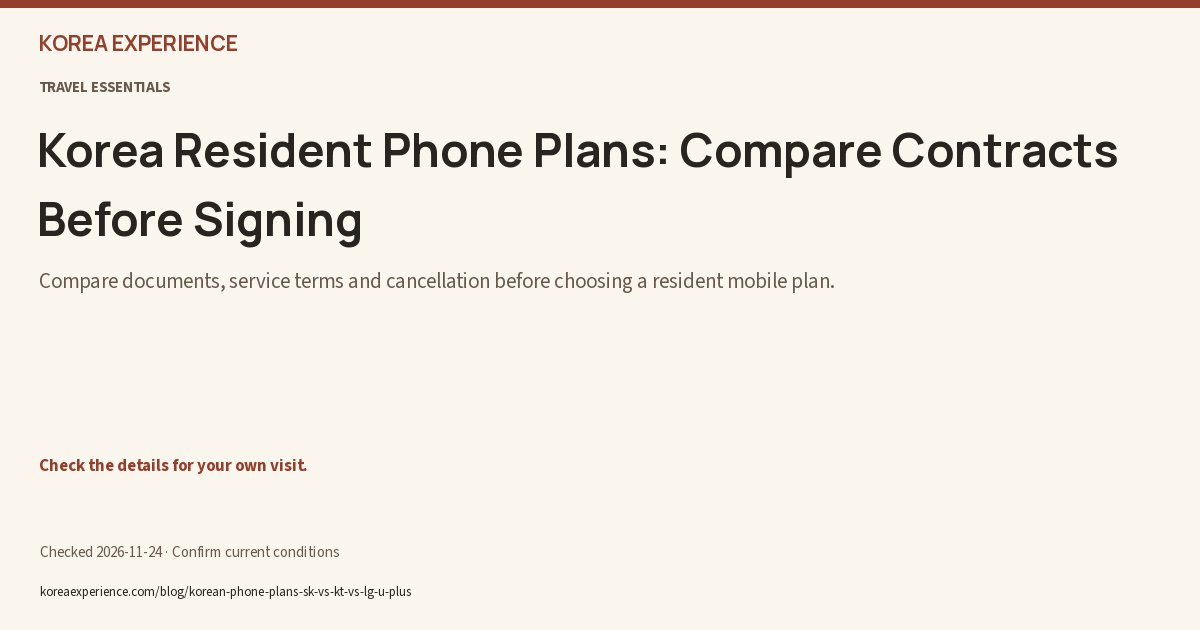 KOREA EXPERIENCE
TRAVEL ESSENTIALS
Korea Resident Phone Plans: Compare Contracts
Before Signing
Compare documents, service terms and cancellation before choosing a resident mobile plan.
Check the details for your own visit.
Checked 2026-11-24 · Confirm current conditions
koreaexperience.com/blog/korean-phone-plans-sk-vs-kt-vs-lg-u-plus